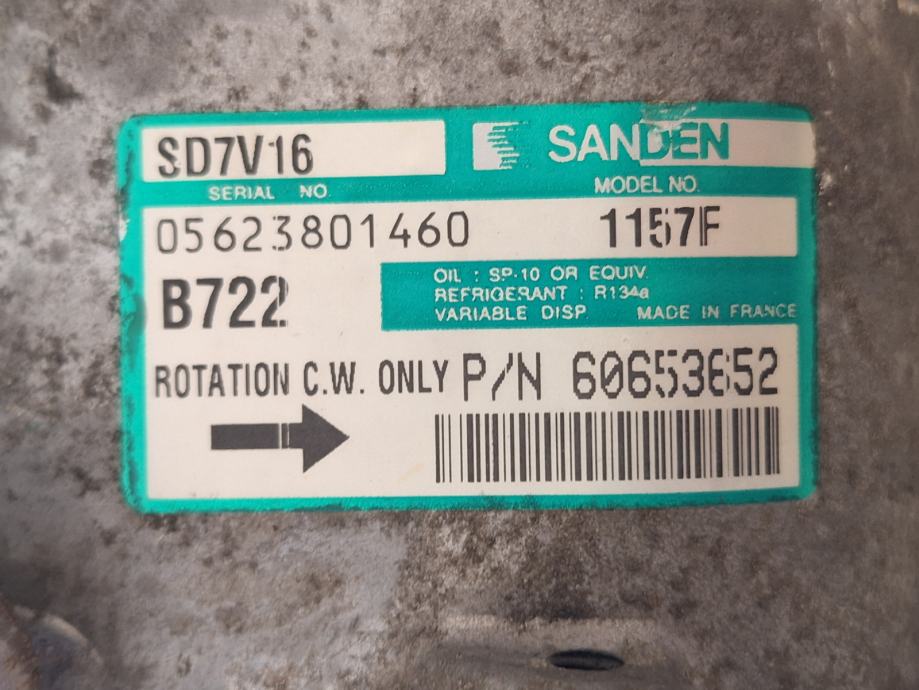 SD7V16 SANDEN
SERIAL NO. MODEL NO.
05623801460 1157F
B722
OIL : SP-10 OR EQUIV.
REFRIGERANT : R134a
VARIABLE DISP. MADE IN FRANCE
ROTATION C.W. ONLY P/N 60653652